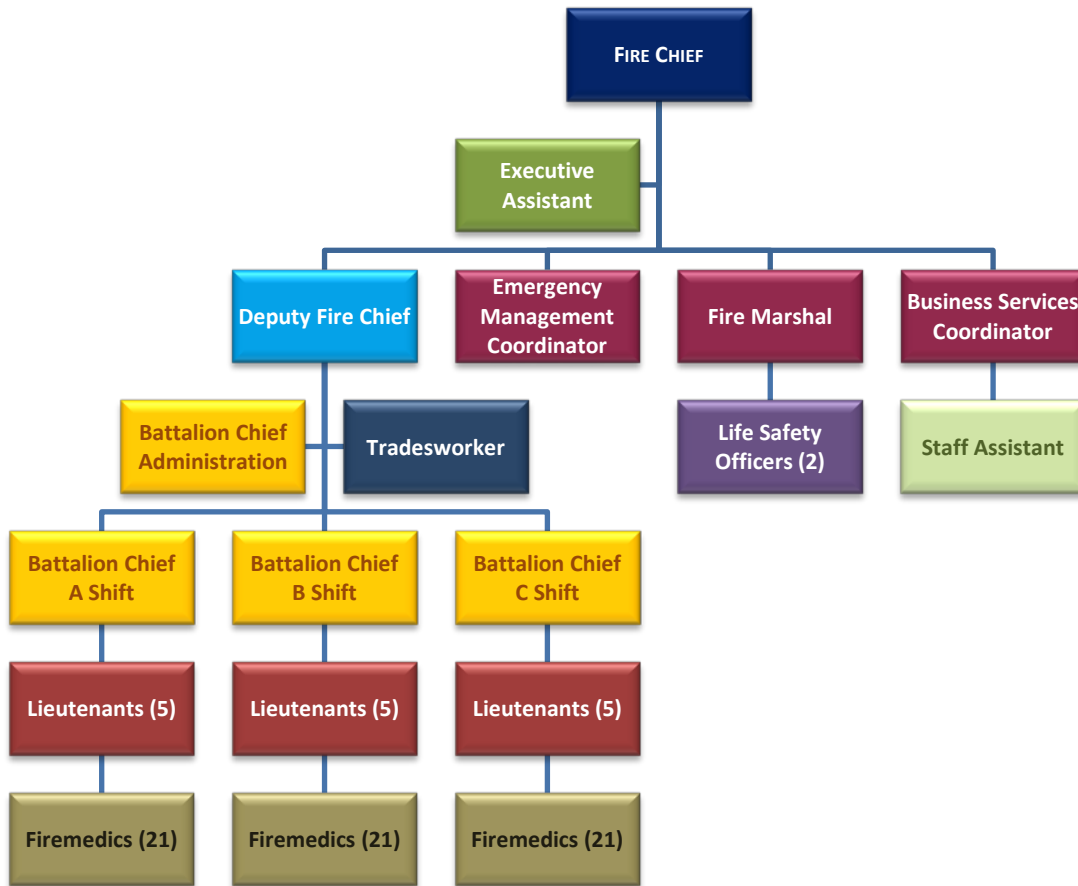 FIRE CHIEF
Executive
Assistant
Deputy Fire Chief
Emergency
Management
Coordinator
Fire Marshal
Business Services
Coordinator
Battalion Chief
Administration
Tradesworker
Life Safety
Officers (2)
Staff Assistant
Battalion Chief
A Shift
Battalion Chief
B Shift
Battalion Chief
C Shift
Lieutenants (5)
Lieutenants (5)
Lieutenants (5)
Firemedics (21)
Firemedics (21)
Firemedics (21)